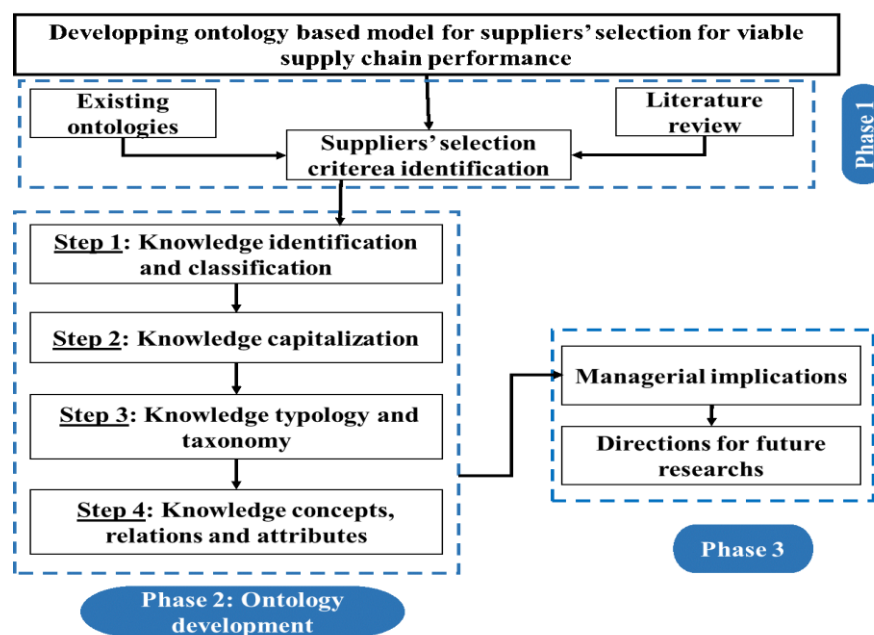 Developping ontology based model for suppliers' selection for viable
supply chain performance
Existing
ontologies
Literature
review
Suppliers' selection
criterea identification
Phase 1
Step 1: Knowledge identification
and classification
Step 2: Knowledge capitalization
Step 3: Knowledge typology and
taxonomy
Step 4: Knowledge concepts,
relations and attributes
Phase 2: Ontology
development
Managerial implications
Directions for future
researchs
Phase 3